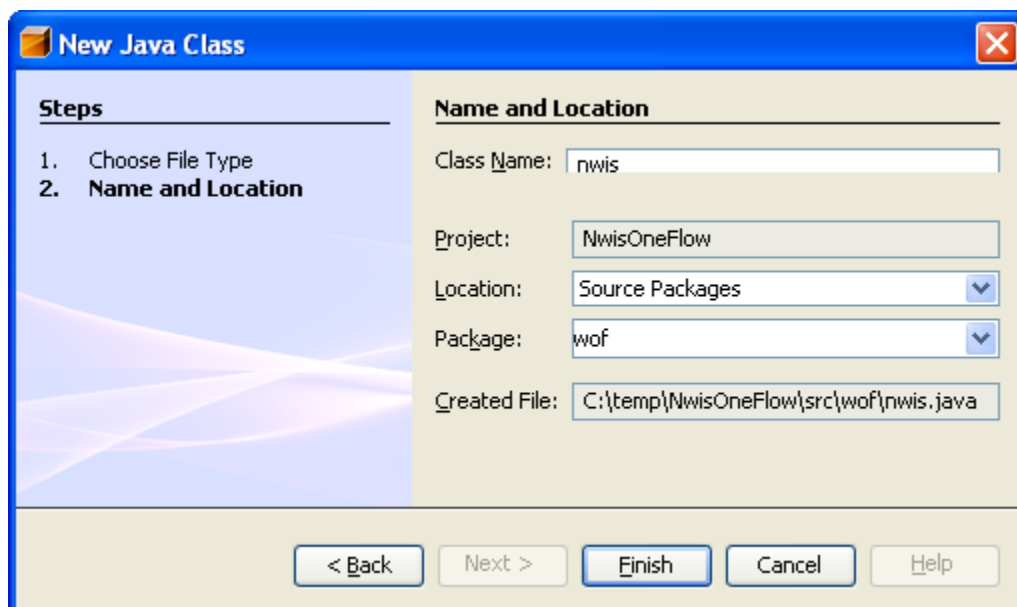 New Java Class
Steps
1. Choose File Type
2. Name and Location
Name and Location
Class Name: nwis
Project: NwisOneFlow
Location: Source Packages
Package: wof
Created File: C:\temp\NwisOneFlow\src\wof\nwis.java
< Back Next > Finish Cancel Help